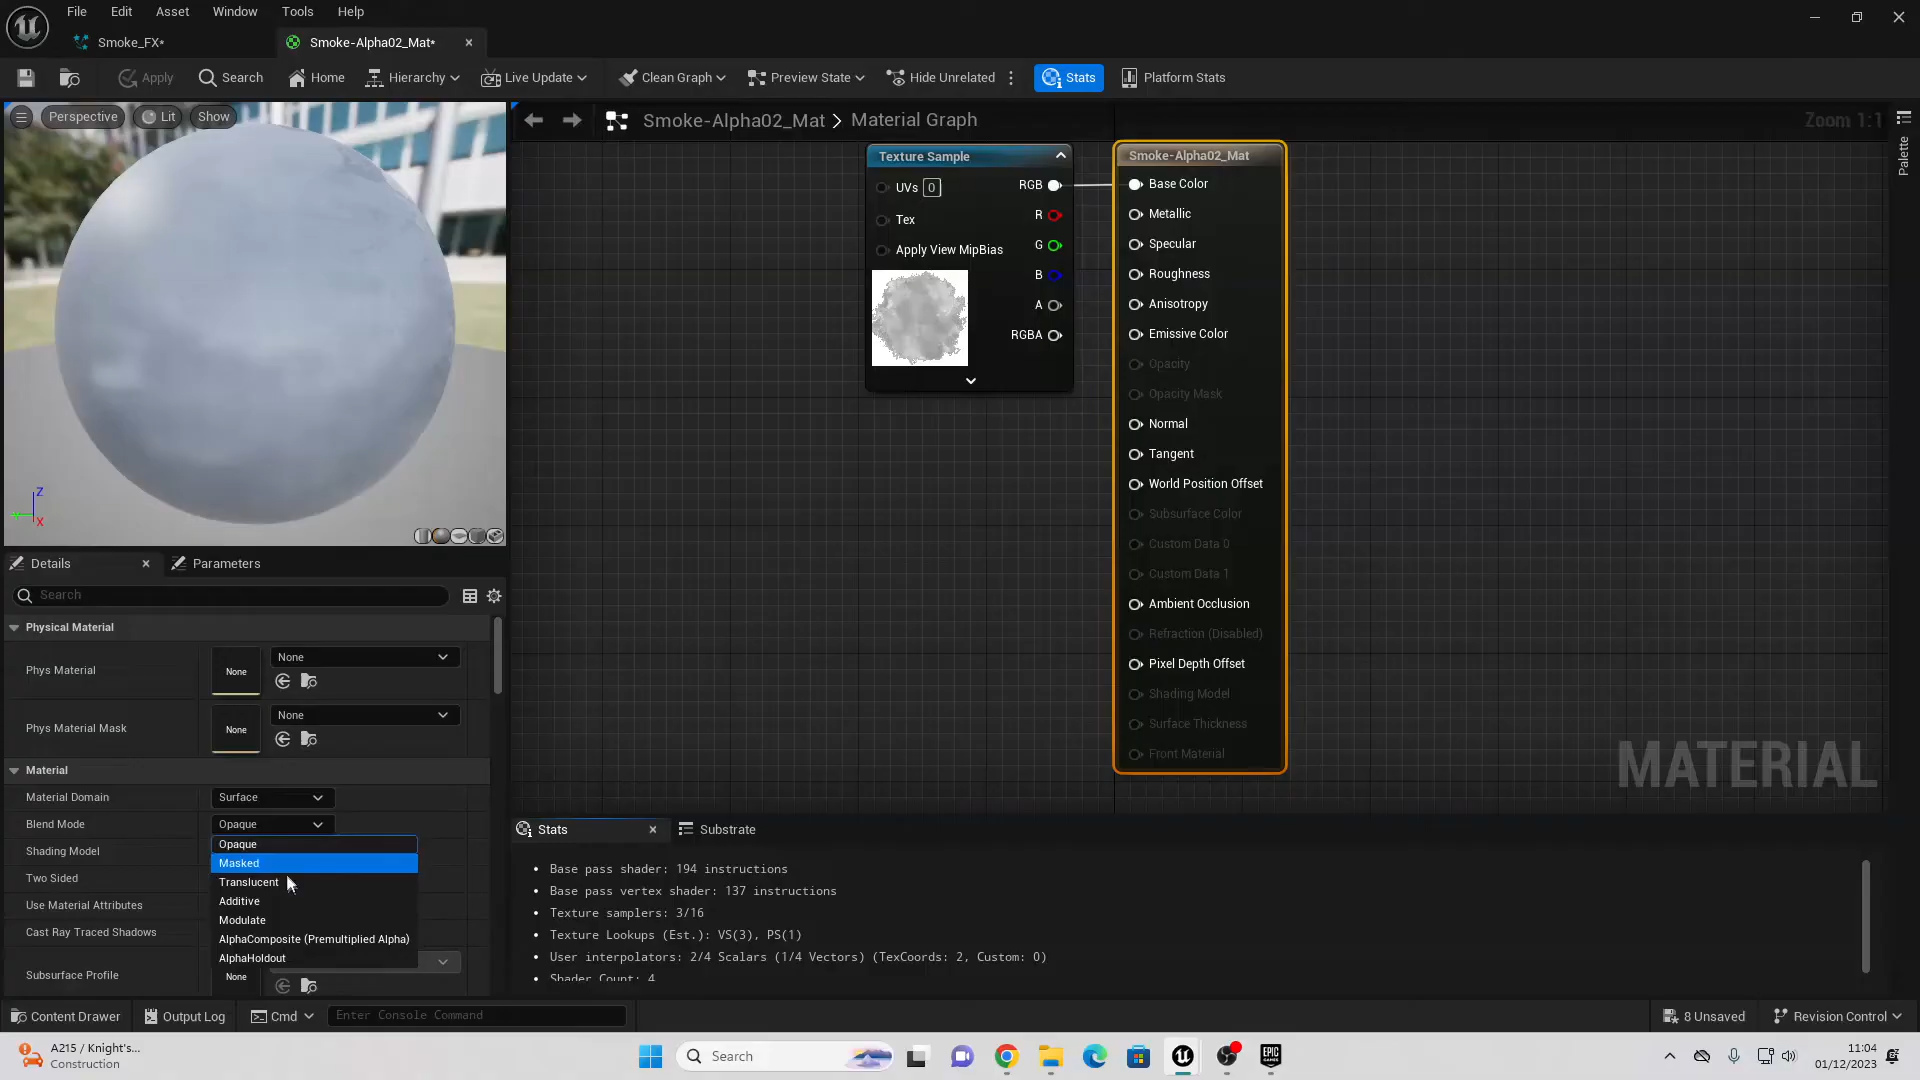 File Edit Asset Window Tools Help
Smoke_FX* Smoke-Alpha02_Mat*
Apply Search Home Hierarchy Live Update Clean Graph Preview State Hide Unrelated Stats Platform Stats
Perspective Lit Show
Smoke-Alpha02_Mat Material Graph Zoom 1:1
Palette
Texture Sample
UVs 0 RGB
R
Tex
G
Apply View MipBias
B
A
RGBA
Smoke-Alpha02_Mat
Base Color
Metallic
Specular
Roughness
Anisotropy
Emissive Color
Opacity
Opacity Mask
Normal
Tangent
World Position Offset
Subsurface Color
Custom Data 0
Custom Data 1
Ambient Occlusion
Refraction (Disabled)
Pixel Depth Offset
Shading Model
Surface Thickness
Front Material
MATERIAL
Z
X
Details Parameters
Search
Physical Material
Phys Material None None
Phys Material Mask None None
Material
Material Domain Surface
Blend Mode Opaque
Opaque
Shading Model
Masked
Two Sided
Translucent
Additive
Use Material Attributes
Modulate
Cast Ray Traced Shadows
AlphaComposite (Premultiplied Alpha)
AlphaHoldout
Subsurface Profile None
Stats Substrate
• Base pass shader: 194 instructions
• Base pass vertex shader: 137 instructions
• Texture samplers: 3/16
• Texture Lookups (Est.): VS(3), PS(1)
• User interpolators: 2/4 Scalars (1/4 Vectors) (TexCoords: 2, Custom: 0)
• Shader Count: 4
Content Drawer Output Log Cmd Enter Console Command 8 Unsaved Revision Control
A215 / Knight's...
Construction
Search
EPIC GAMES
11:04
01/12/2023